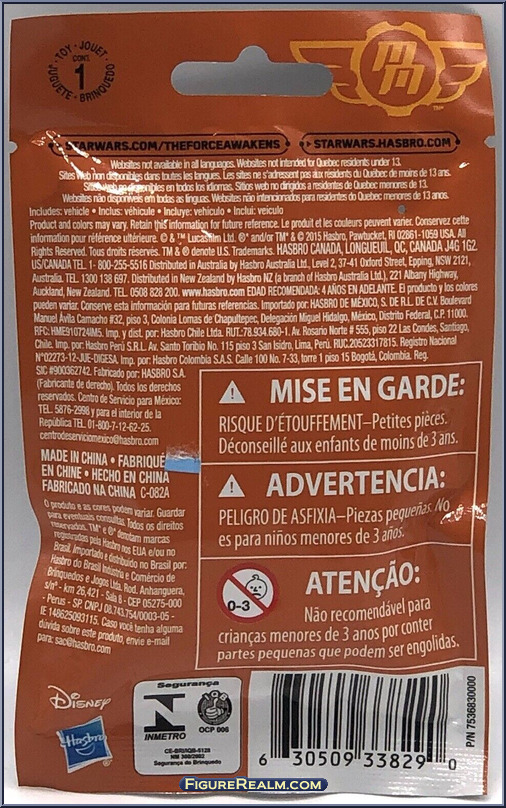 TOY • JOUET
CONT.
1
JUGUETE • BRINQUEDO
MM
TM
STARWARS.COM/THEFORCEAWAKENS • STARWARS.HASBRO.COM
Websites not available in all languages. Websites not intended for Quebec residents under 13.
Sites Web non disponibles dans toutes les langues. Les sites ne s'adressent pas aux résidents du Québec de moins de 13 ans.
Sitios web no disponibles en todos los idiomas. Sitios web no dirigidos a residentes de Quebec menores de 13 años.
Websites não disponíveis em todas as línguas. Websites não intencionados para residentes do Quebec menores de 13 anos.
Includes: vehicle • Inclus: véhicule • Incluye: vehículo • Inclui: veículo
Product and colors may vary. Retain this information for future reference. Le produit et les couleurs peuvent varier. Conservez cette
information pour référence ultérieure. © & ™ Lucasfilm Ltd. ®* and/or ™* & © 2015 Hasbro, Pawtucket, RI 02861-1059 USA. All
Rights Reserved. Tous droits réservés. TM & ® denote U.S. Trademarks. HASBRO CANADA, LONGUEUIL, QC, CANADA J4G 1G2.
US/CANADA TEL. 1- 800-255-5516 Distributed in Australia by Hasbro Australia Ltd., Level 2, 37-41 Oxford Street, Epping, NSW 2121,
Australia. TEL. 1300 138 697. Distributed in New Zealand by Hasbro NZ (a branch of Hasbro Australia Ltd.), 221 Albany Highway,
Auckland, New Zealand. TEL. 0508 828 200. www.hasbro.com EDAD RECOMENDADA: 4 AÑOS EN ADELANTE. El producto y los colores
pueden variar. Conserve esta información para futuras referencias. Importado por: HASBRO DE MÉXICO, S. DE R.L. DE C.V. Boulevard
Manuel Ávila Camacho #32, piso 3, Colonia Lomas de Chapultepec, Delegación Miguel Hidalgo, México, Distrito Federal, C.P. 11000.
RFC: HME910724IM5. Imp. y dist. por: Hasbro Chile Ltda. RUT.:78.934.680-1. Av. Rosario Norte # 555, piso 22 Las Condes, Santiago,
Chile. Imp. por: Hasbro Perú S.R.L. Av. Santo Toribio No. 115 piso 3 San Isidro, Lima, Perú. RUC.20523317815. Registro Nacional
N°02273-12-JUE-DIGESA. Imp. por: Hasbro Colombia S.A.S. Calle 100 No. 7-33, torre 1 piso 15 Bogotá, Colombia. Reg.
SIC #900362742. Fabricado por: HASBRO S.A.
(Fabricante de derecho). Todos los derechos
reservados. Centro de Servicio para México:
TEL. 5876-2998 y para el interior de la
República TEL. 01-800-7-12-62-25.
centrodeserviciomexico@hasbro.com
MADE IN CHINA • FABRIQUÉ
EN CHINE • HECHO EN CHINA
FABRICADO NA CHINA C-082A
O produto e as cores podem variar. Guardar
para eventuais consultas. Todos os direitos
reservados. TM* e ®* denotam marcas
registradas pela Hasbro nos EUA e/ou no
Brasil. Importado e distribuído no Brasil por:
Hasbro do Brasil Indústria e Comércio de
Brinquedos e Jogos Ltda. Rod. Anhanguera,
s/n° - km 26,421 - Sala 8 - CEP 05275-000
- Perus - SP. CNPJ 08.743.754/0003-05 -
IE 148625093115. Caso você tenha alguma
dúvida sobre este produto, envie e-mail
para: sac@hasbro.com
MISE EN GARDE:
RISQUE D'ÉTOUFFEMENT–Petites pièces.
Déconseillé aux enfants de moins de 3 ans.
ADVERTENCIA:
PELIGRO DE ASFIXIA–Piezas pequeñas. No
es para niños menores de 3 años.
0-3
ATENÇÃO:
Não recomendável para
crianças menores de 3 anos por conter
partes pequenas que podem ser engolidas.
DISNEY
Hasbro
Segurança
INMETRO
OCP 006
CE-BRI/IQB-5128
NM 300/2002
Segurança do Brinquedo
6 30509 33829 0
P/N 7536830000
FIGUREREALM.COM